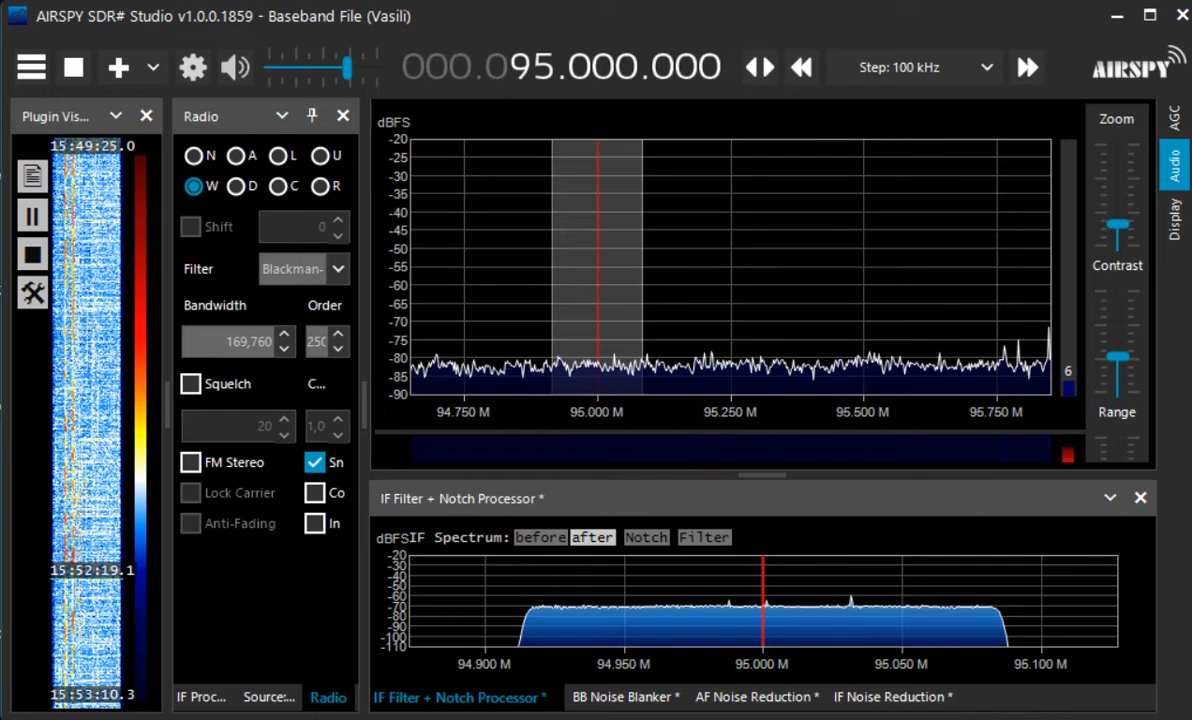 AIRSPY SDR# Studio v1.0.0.1859 - Baseband File (Vasili)
000.095.000.000
Step: 100 kHz
AIRSPY
Plugin Vis...
15:49:25.0
15:52:19.1
15:53:10.3
Radio
N A L U
W D C R
Shift 0
Filter Blackman-
Bandwidth Order
169,760 250
Squelch C...
20 1,0
FM Stereo Sn
Lock Carrier Co
Anti-Fading In
IF Proc... Source:... Radio
dBFS
-20
-25
-30
-35
-40
-45
-50
-55
-60
-65
-70
-75
-80
-85
-90
94.750 M 95.000 M 95.250 M 95.500 M 95.750 M
6
Zoom
Contrast
Range
AGC
Audio
Display
IF Filter + Notch Processor *
dBFS IF Spectrum: before after Notch Filter
-20
-30
-40
-50
-60
-70
-80
-90
-100
-110
94.900 M 94.950 M 95.000 M 95.050 M 95.100 M
IF Filter + Notch Processor * BB Noise Blanker * AF Noise Reduction * IF Noise Reduction *